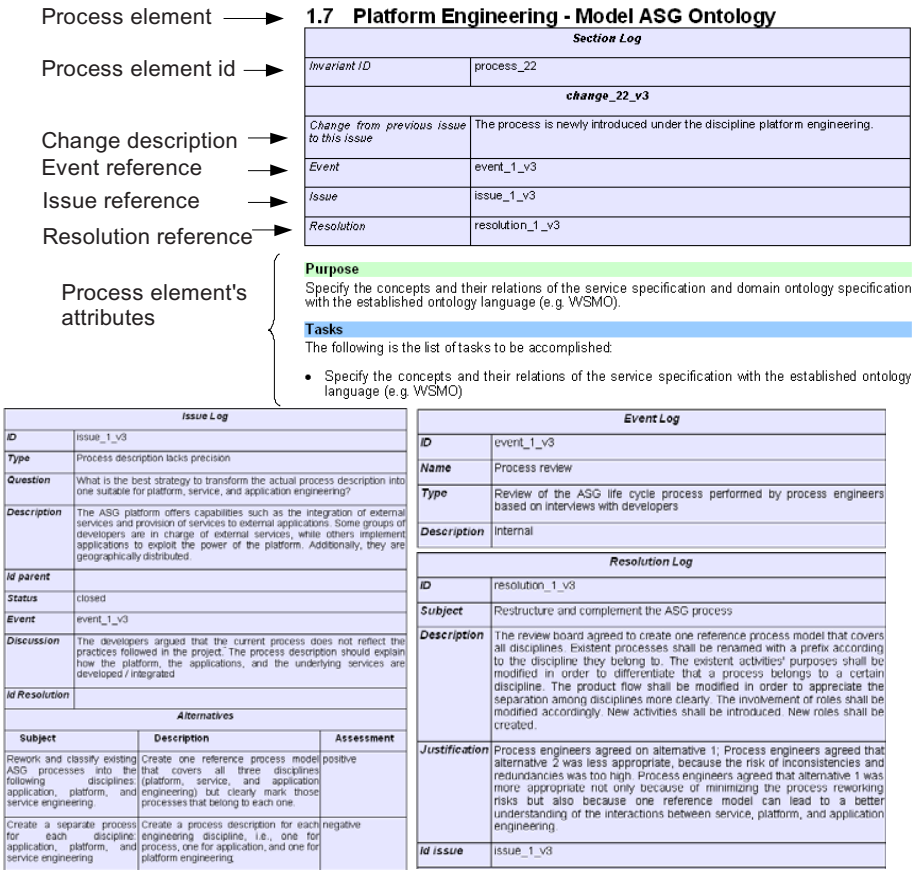 Process element
1.7 Platform Engineering - Model ASG Ontology
Section Log
Process element id
Invariant ID process_22
change_22_v3
Change description
Change from previous issue The process is newly introduced under the discipline platform engineering.
to this issue
Event reference
Event event_1_v3
Issue reference
Issue issue_1_v3
Resolution reference
Resolution resolution_1_v3
Process element's
attributes
Purpose
Specify the concepts and their relations of the service specification and domain ontology specification
with the established ontology language (e.g. WSMO).
Tasks
The following is the list of tasks to be accomplished:
• Specify the concepts and their relations of the service specification with the established ontology
language (e.g. WSMO)
Issue Log
ID issue_1_v3
Type Process description lacks precision
Question What is the best strategy to transform the actual process description into
one suitable for platform, service, and application engineering?
Description The ASG platform offers capabilities such as the integration of external
services and provision of services to external applications. Some groups of
developers are in charge of external services, while others implement
applications to exploit the power of the platform. Additionally, they are
geographically distributed.
Id parent
Status closed
Event event_1_v3
Discussion The developers argued that the current process does not reflect the
practices followed in the project. The process description should explain
how the platform, the applications, and the underlying services are
developed / integrated
Id Resolution
Alternatives
Subject Description Assessment
Rework and classify existing Create one reference process model positive
ASG processes into the that covers all three disciplines
following disciplines: (platform, service, and application
application, platform, and engineering) but clearly mark those
service engineering. processes that belong to each one.
Create a separate process Create a process description for each negative
for each discipline: engineering discipline, i.e., one for
application, platform, and process, one for application, and one for
service engineering platform engineering;
Event Log
ID event_1_v3
Name Process review
Type Review of the ASG life cycle process performed by process engineers
based on interviews with developers
Description Internal
Resolution Log
ID resolution_1_v3
Subject Restructure and complement the ASG process
Description The review board agreed to create one reference process model that covers
all disciplines. Existent processes shall be renamed with a prefix according
to the discipline they belong to. The existent activities' purposes shall be
modified in order to differentiate that a process belongs to a certain
discipline. The product flow shall be modified in order to appreciate the
separation among disciplines more clearly. The involvement of roles shall be
modified accordingly. New activities shall be introduced. New roles shall be
created.
Justification Process engineers agreed on alternative 1; Process engineers agreed that
alternative 2 was less appropriate, because the risk of inconsistencies and
redundancies was too high. Process engineers agreed that alternative 1 was
more appropriate not only because of minimizing the process reworking
risks but also because one reference model can lead to a better
understanding of the interactions between service, platform, and application
engineering.
Id issue issue_1_v3